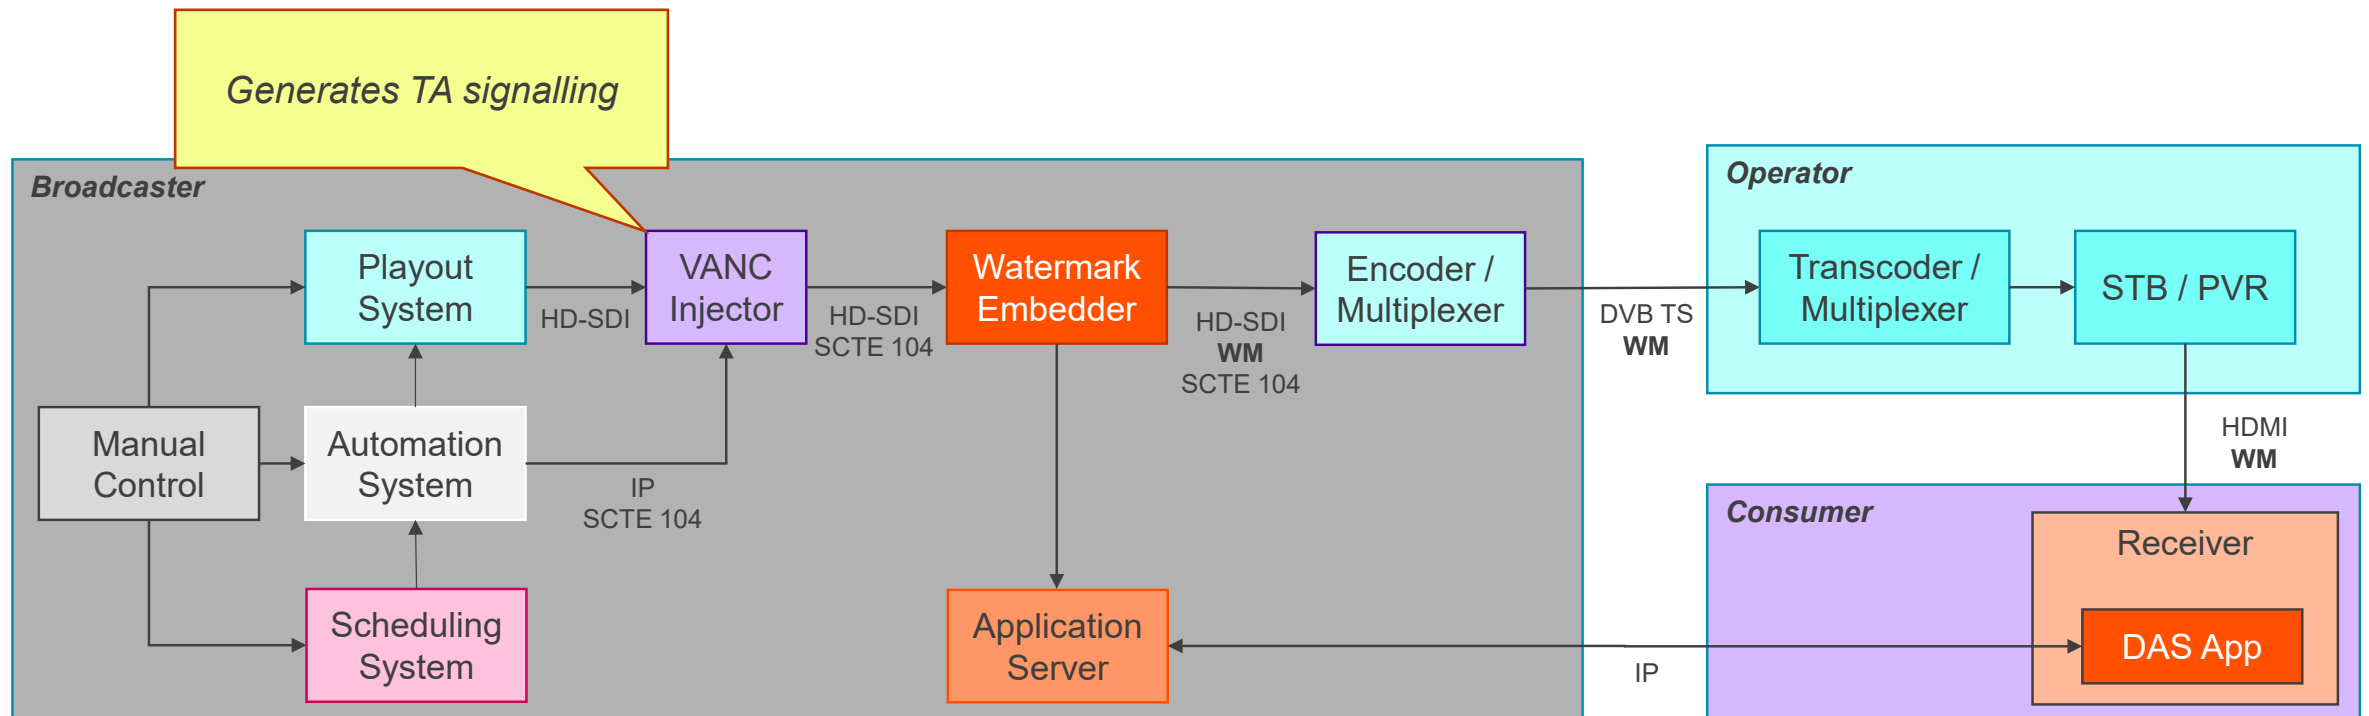 Generates TA signalling
Broadcaster
Operator
Playout
System
HD-SDI
VANC
Injector
HD-SDI
SCTE 104
Watermark
Embedder
HD-SDI
WM
SCTE 104
Encoder /
Multiplexer
DVB TS
WM
Transcoder /
Multiplexer
STB / PVR
Manual
Control
Automation
System
IP
SCTE 104
HDMI
WM
Consumer
Receiver
Scheduling
System
Application
Server
IP
DAS App